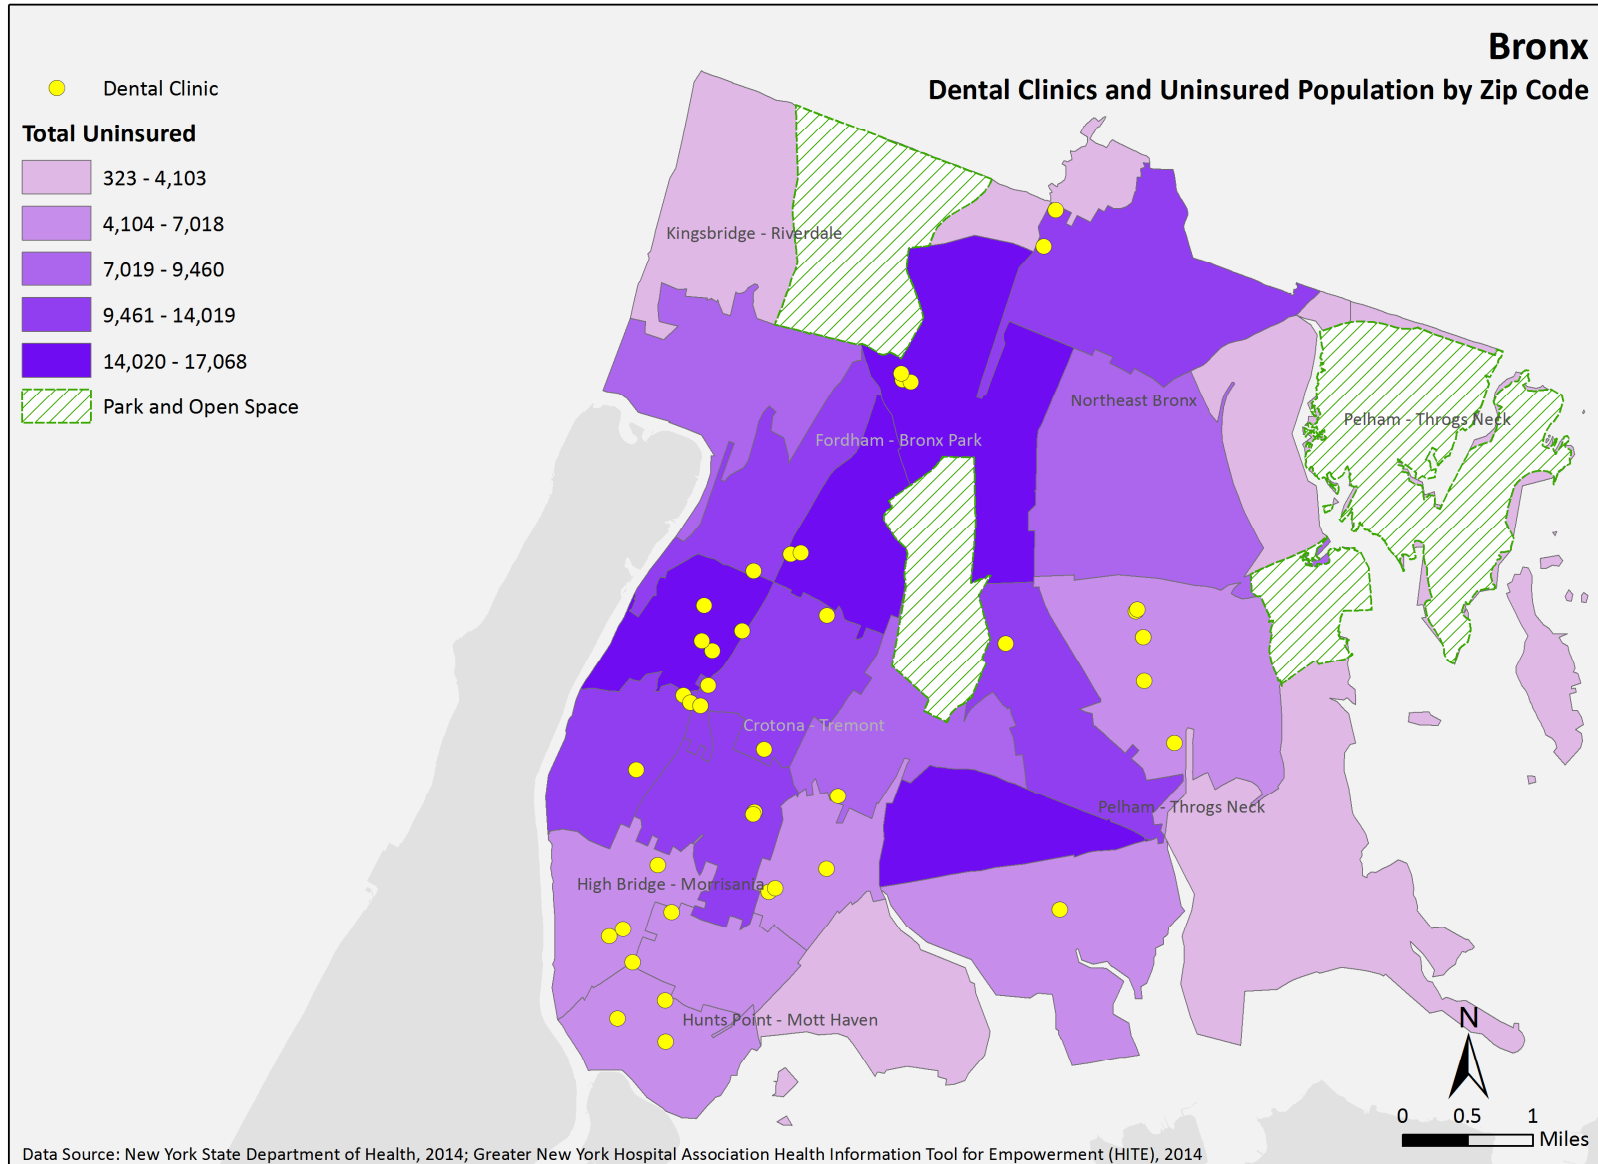 Bronx
Dental Clinics and Uninsured Population by Zip Code
Dental Clinic
Total Uninsured
323 - 4,103
4,104 - 7,018
7,019 - 9,460
9,461 - 14,019
14,020 - 17,068
Park and Open Space
Kingsbridge - Riverdale
Northeast Bronx
Pelham - Throgs Neck
Fordham - Bronx Park
Crotona - Tremont
Pelham - Throgs Neck
High Bridge - Morrisania
Hunts Point - Mott Haven
N
0 0.5 1
Miles
Data Source: New York State Department of Health, 2014; Greater New York Hospital Association Health Information Tool for Empowerment (HITE), 2014